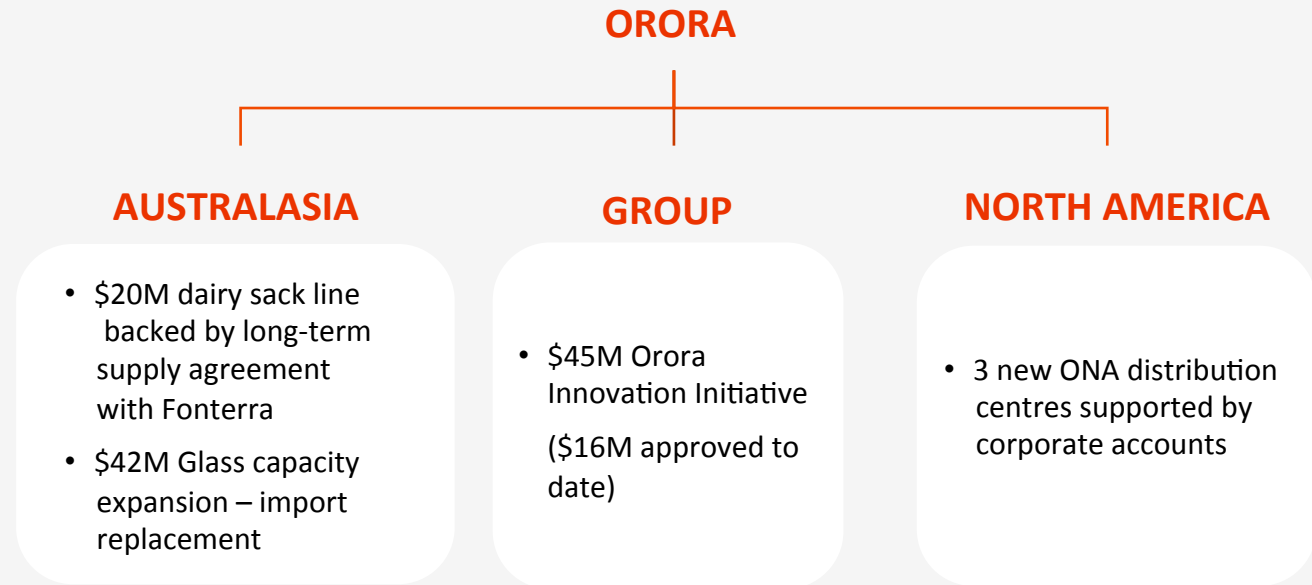 ORORA
AUSTRALASIA
• $20M dairy sack line
backed by long-term
supply agreement
with Fonterra
• $42M Glass capacity
expansion – import
replacement
GROUP
• $45M Orora
Innovation Initiative
($16M approved to
date)
NORTH AMERICA
• 3 new ONA distribution
centres supported by
corporate accounts